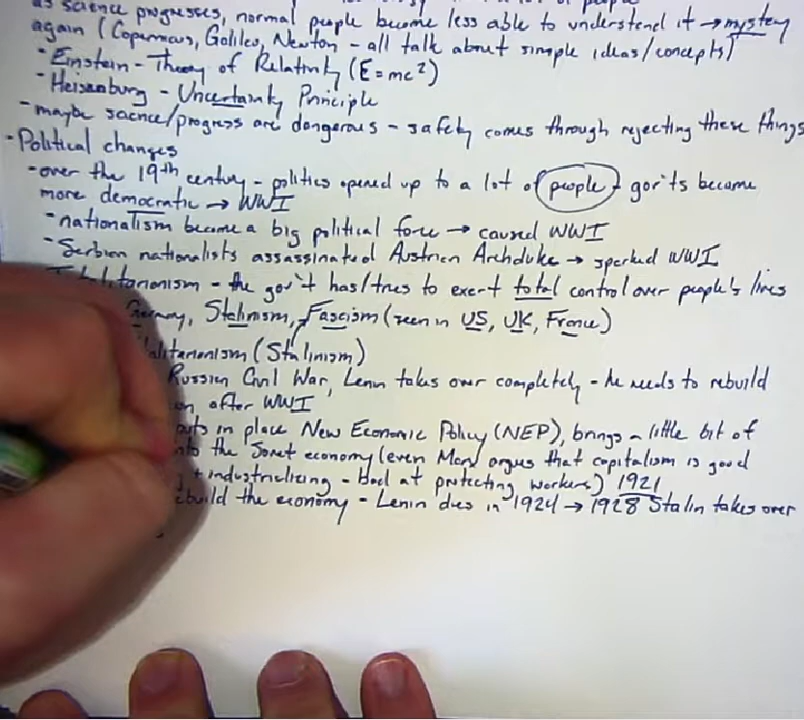 as science progresses, normal people become less able to understand it → mystery
again (Copernicus, Galileo, Newton - all talk about simple ideas/concepts)
- Einstein - Theory of Relativity (E=mc²)
- Heisenburg - Uncertainty Principle
- maybe sacnce/progress are dangerous - safety comes through rejecting these things
- Political changes
- over the 19th century - politics opened up to a lot of people + gov'ts became
more democratic → WWI
- nationalism became a big political force → caused WWI
- Serbian nationalists assassinated Austrian Archduke → sparked WWI
- the gov't has/tries to exert total control over people's lives
Germany, Stalinism, Fascism (seen in US, UK, France)
(Stalinism)
Russian Civil War, Lenin takes over completely - he needs to rebuild
after WWI
puts in place New Economic Policy (NEP), brings a little bit of
the Soviet economy (even Marx argues that capitalism is good
+ industrializing - bad at protecting workers) 1921
rebuild the economy - Lenin dies in 1924 → 1928 Stalin takes over